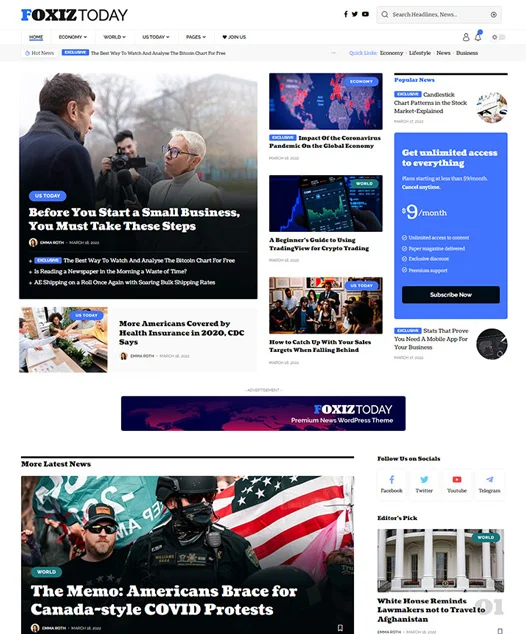 FOXIZTODAY
Search Headlines, News...
HOME ECONOMY WORLD US TODAY PAGES JOIN US
Hot News EXCLUSIVE The Best Way To Watch And Analyse The Bitcoin Chart For Free
Quick Links: Economy Lifestyle News Business
US TODAY
Before You Start a Small Business,
You Must Take These Steps
EMMA ROTH - MARCH 18, 2022
EXCLUSIVE The Best Way To Watch And Analyse The Bitcoin Chart For Free
Is Reading a Newspaper in the Morning a Waste of Time?
AE Shipping on a Roll Once Again with Soaring Bulk Shipping Rates
US TODAY
More Americans Covered by
Health Insurance in 2020, CDC
Says
EMMA ROTH - MARCH 18, 2022
ECONOMY
EXCLUSIVE Impact Of the Coronavirus
Pandemic On the Global Economy
MARCH 18, 2022
WORLD
A Beginner's Guide to Using
TradingView for Crypto Trading
MARCH 18, 2022
US TODAY
How to Catch Up With Your Sales
Targets When Falling Behind
MARCH 18, 2022
Popular News
EXCLUSIVE Candlestick
Chart Patterns in the Stock
Market-Explained
MARCH 17, 2022
Get unlimited access
to everything
Plans starting at less than $9/month.
Cancel anytime.
$9/month
Unlimited access to content
Paper magazine delivered
Exclusive discount
Premium support
Subscribe Now
EXCLUSIVE Stats That Prove
You Need A Mobile App For
Your Business
MARCH 17, 2022
- ADVERTISEMENT -
FOXIZTODAY
Premium News WordPress Theme
More Latest News
WORLD
The Memo: Americans Brace for
Canada-style COVID Protests
EMMA ROTH - MARCH 18, 2022
Follow Us on Socials
Facebook Twitter Youtube Telegram
Editor's Pick
WORLD
White House Reminds
Lawmakers not to Travel to
Afghanistan
01
EMMA ROTH - MARCH 18, 2022